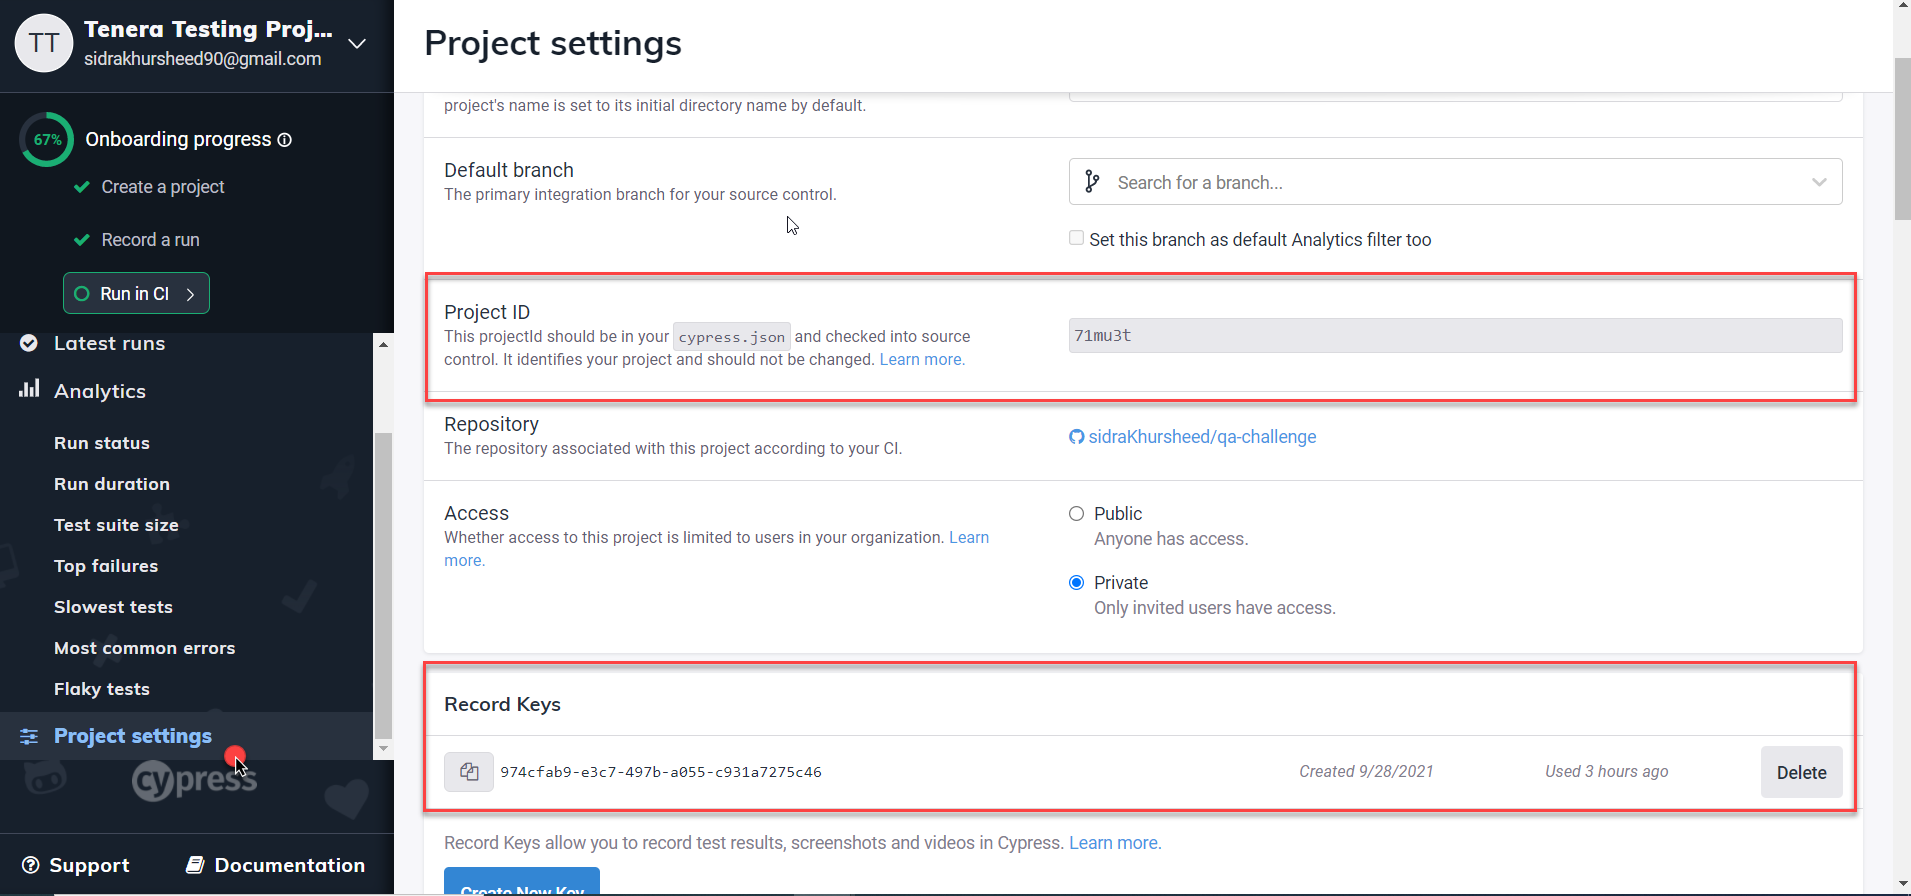 TT
Tenera Testing Proj...
sidrakhursheed90@gmail.com
67%
Onboarding progress
Create a project
Record a run
Run in CI
Latest runs
Analytics
Run status
Run duration
Test suite size
Top failures
Slowest tests
Most common errors
Flaky tests
Project settings
cypress
Support
Documentation
Project settings
project's name is set to its initial directory name by default.
Default branch
The primary integration branch for your source control.
Search for a branch...
Set this branch as default Analytics filter too
Project ID
This projectId should be in your cypress.json and checked into source
control. It identifies your project and should not be changed. Learn more.
71mu3t
Repository
The repository associated with this project according to your CI.
sidraKhursheed/qa-challenge
Access
Whether access to this project is limited to users in your organization. Learn
more.
Public
Anyone has access.
Private
Only invited users have access.
Record Keys
974cfab9-e3c7-497b-a055-c931a7275c46
Created 9/28/2021
Used 3 hours ago
Delete
Record Keys allow you to record test results, screenshots and videos in Cypress. Learn more.
Create New Key